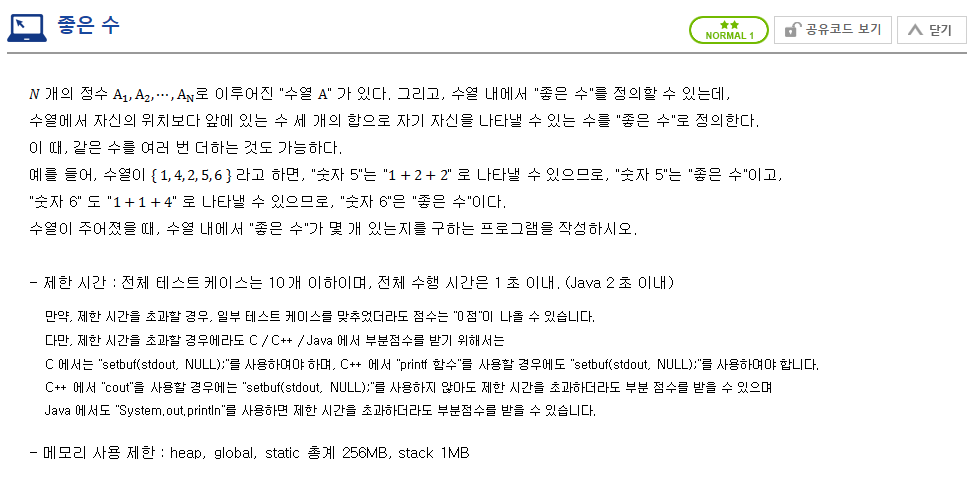 좋은 수
★★
NORMAL 1
공유코드 보기
닫기
N 개의 정수 A₁, A₂, ⋯, A_N로 이루어진 "수열 A" 가 있다. 그리고, 수열 내에서 "좋은 수"를 정의할 수 있는데,
수열에서 자신의 위치보다 앞에 있는 수 세 개의 합으로 자기 자신을 나타낼 수 있는 수를 "좋은 수"로 정의한다.
이 때, 같은 수를 여러 번 더하는 것도 가능하다.
예를 들어, 수열이 { 1, 4, 2, 5, 6 } 라고 하면, "숫자 5"는 "1 + 2 + 2" 로 나타낼 수 있으므로, "숫자 5"는 "좋은 수"이고,
"숫자 6" 도 "1 + 1 + 4" 로 나타낼 수 있으므로, "숫자 6"은 "좋은 수"이다.
수열이 주어졌을 때, 수열 내에서 "좋은 수"가 몇 개 있는지를 구하는 프로그램을 작성하시오.
- 제한 시간 : 전체 테스트 케이스는 10개 이하이며, 전체 수행 시간은 1초 이내. (Java 2초 이내)
만약, 제한 시간을 초과할 경우, 일부 테스트 케이스를 맞추었더라도 점수는 "0점"이 나올 수 있습니다.
다만, 제한 시간을 초과할 경우에라도 C / C++ / Java 에서 부분점수를 받기 위해서는
C 에서는 "setbuf(stdout, NULL);"를 사용하여야 하며, C++ 에서 "printf 함수"를 사용할 경우에도 "setbuf(stdout, NULL);"를 사용하여야 합니다.
C++ 에서 "cout"을 사용할 경우에는 "setbuf(stdout, NULL);"를 사용하지 않아도 제한 시간을 초과하더라도 부분 점수를 받을 수 있으며
Java 에서도 "System.out.println"를 사용하면 제한 시간을 초과하더라도 부분점수를 받을 수 있습니다.
- 메모리 사용 제한 : heap, global, static 총계 256MB, stack 1MB